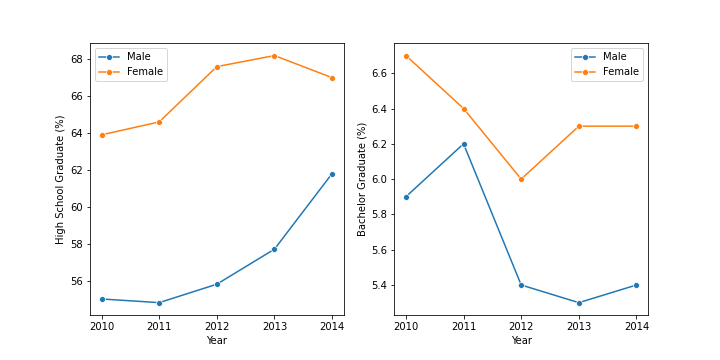 High School Graduate (%)
68
66
64
62
60
58
56
Male
Female
2010 2011 2012 2013 2014
Year
Bachelor Graduate (%)
6.6
6.4
6.2
6.0
5.8
5.6
5.4
Male
Female
2010 2011 2012 2013 2014
Year